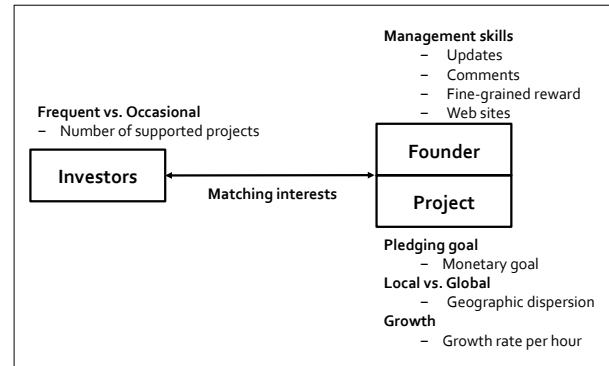 Management skills
– Updates
– Comments
– Fine-grained reward
– Web sites
Frequent vs. Occasional
– Number of supported projects
Investors
Matching interests
Founder
Project
Pledging goal
– Monetary goal
Local vs. Global
– Geographic dispersion
Growth
– Growth rate per hour